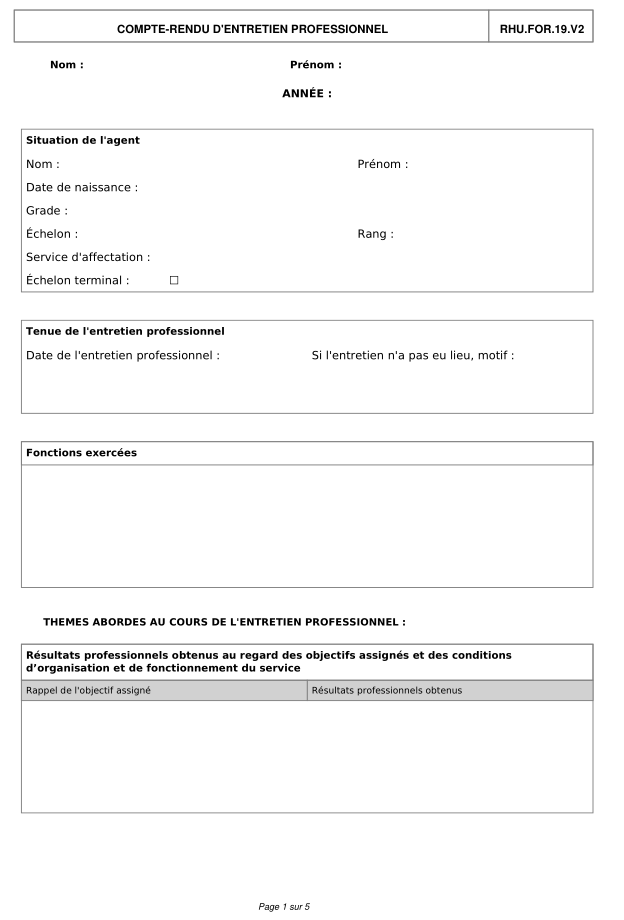 COMPTE-RENDU D'ENTRETIEN PROFESSIONNEL RHU.FOR.19.V2
Nom : Prénom :
ANNÉE :
Situation de l'agent
Nom : Prénom :
Date de naissance :
Grade :
Échelon : Rang :
Service d'affectation :
Échelon terminal : ☐
Tenue de l'entretien professionnel
Date de l'entretien professionnel : Si l'entretien n'a pas eu lieu, motif :
Fonctions exercées
THEMES ABORDES AU COURS DE L'ENTRETIEN PROFESSIONNEL :
Résultats professionnels obtenus au regard des objectifs assignés et des conditions
d’organisation et de fonctionnement du service
Rappel de l'objectif assigné Résultats professionnels obtenus
Page 1 sur 5